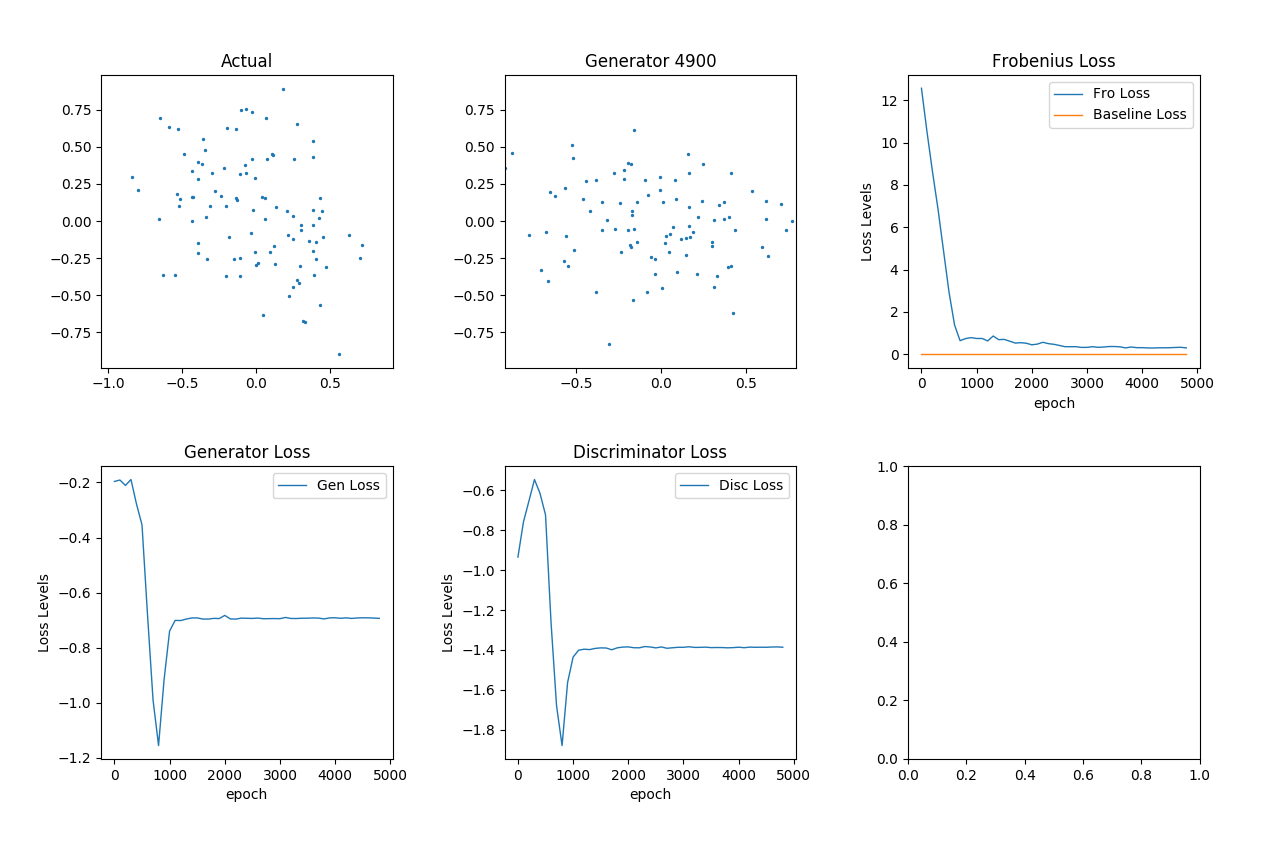 Actual
0.75
0.50
0.25
0.00
−0.25
−0.50
−0.75
−1.0 −0.5 0.0 0.5
Generator 4900
0.75
0.50
0.25
0.00
−0.25
−0.50
−0.75
−0.5 0.0 0.5
Frobenius Loss
Fro Loss
Baseline Loss
Loss Levels
12
10
8
6
4
2
0
0 1000 2000 3000 4000 5000
epoch
Generator Loss
Gen Loss
Loss Levels
−0.2
−0.4
−0.6
−0.8
−1.0
−1.2
0 1000 2000 3000 4000 5000
epoch
Discriminator Loss
Disc Loss
Loss Levels
−0.6
−0.8
−1.0
−1.2
−1.4
−1.6
−1.8
0 1000 2000 3000 4000 5000
epoch
1.0
0.8
0.6
0.4
0.2
0.0
0.0 0.2 0.4 0.6 0.8 1.0